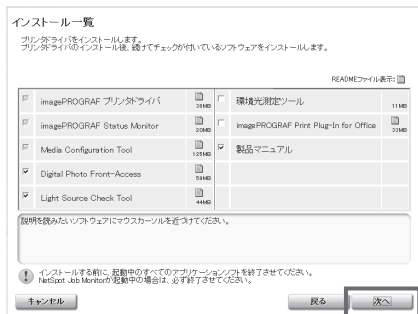 インストール一覧
プリンタドライバをインストールします。
プリンタドライバのインストール後、続けてチェックが付いているソフトウェアをインストールします。
READMEファイル表示:
imagePROGRAF プリンタドライバ 38MB
環境光測定ツール 11MB
imagePROGRAF Status Monitor 20MB
imagePROGRAF Print Plug-In for Office 33MB
Media Configuration Tool 125MB
製品マニュアル
Digital Photo Front-Access 59MB
Light Source Check Tool 44MB
説明を読みたいソフトウェアにマウスカーソルを近づけてください。
インストールする前に、起動中のすべてのアプリケーションソフトを終了させてください。
NetSpot Job Monitorが起動中の場合は、必ず終了させてください。
キャンセル
戻る
次へ